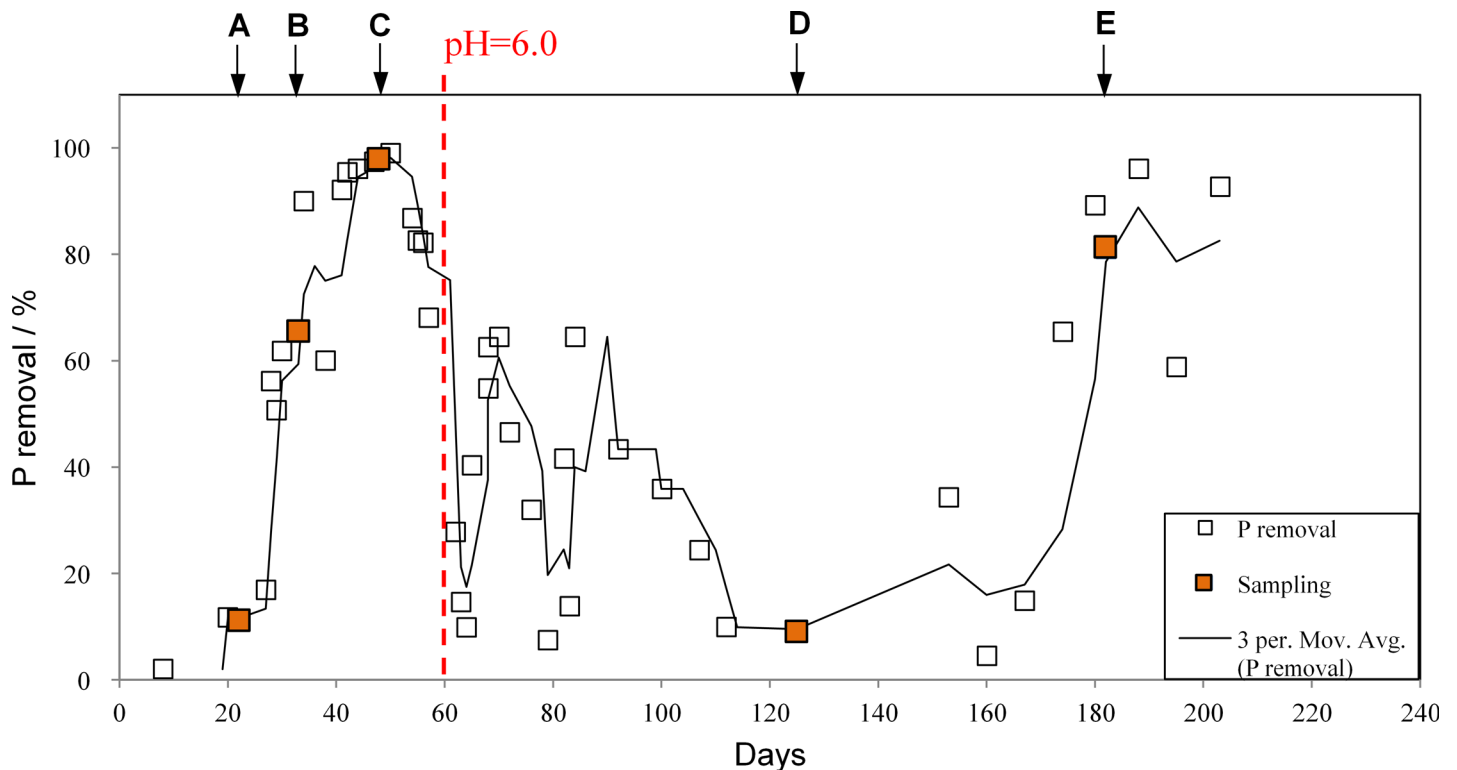 A B C D E
pH=6.0
P removal / %
100
80
60
40
20
0
0 20 40 60 80 100 120 140 160 180 200 220 240
Days
P removal
Sampling
3 per. Mov. Avg.
(P removal)